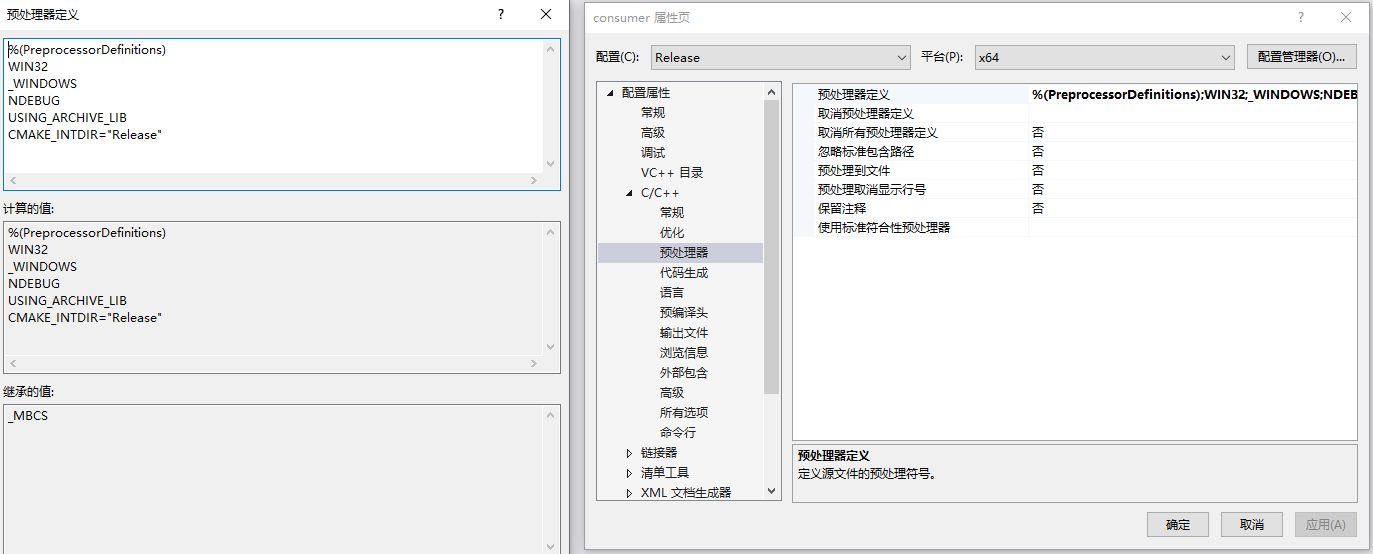 预处理器定义
%(PreprocessorDefinitions)
WIN32
_WINDOWS
NDEBUG
USING_ARCHIVE_LIB
CMAKE_INTDIR="Release"
计算的值:
%(PreprocessorDefinitions)
WIN32
_WINDOWS
NDEBUG
USING_ARCHIVE_LIB
CMAKE_INTDIR="Release"
继承的值:
_MBCS
consumer 属性页
配置(C): Release 平台(P): x64 配置管理器(O)...
配置属性
常规
高级
调试
VC++ 目录
C/C++
常规
优化
预处理器
代码生成
语言
预编译头
输出文件
浏览信息
外部包含
高级
所有选项
命令行
链接器
清单工具
XML 文档生成器
预处理器定义 %(PreprocessorDefinitions);WIN32;_WINDOWS;NDEB
取消预处理器定义
取消所有预处理器定义 否
忽略标准包含路径 否
预处理到文件 否
预处理取消显示行号 否
保留注释 否
使用标准符合性预处理器
预处理器定义
定义源文件的预处理符号。
确定 取消 应用(A)